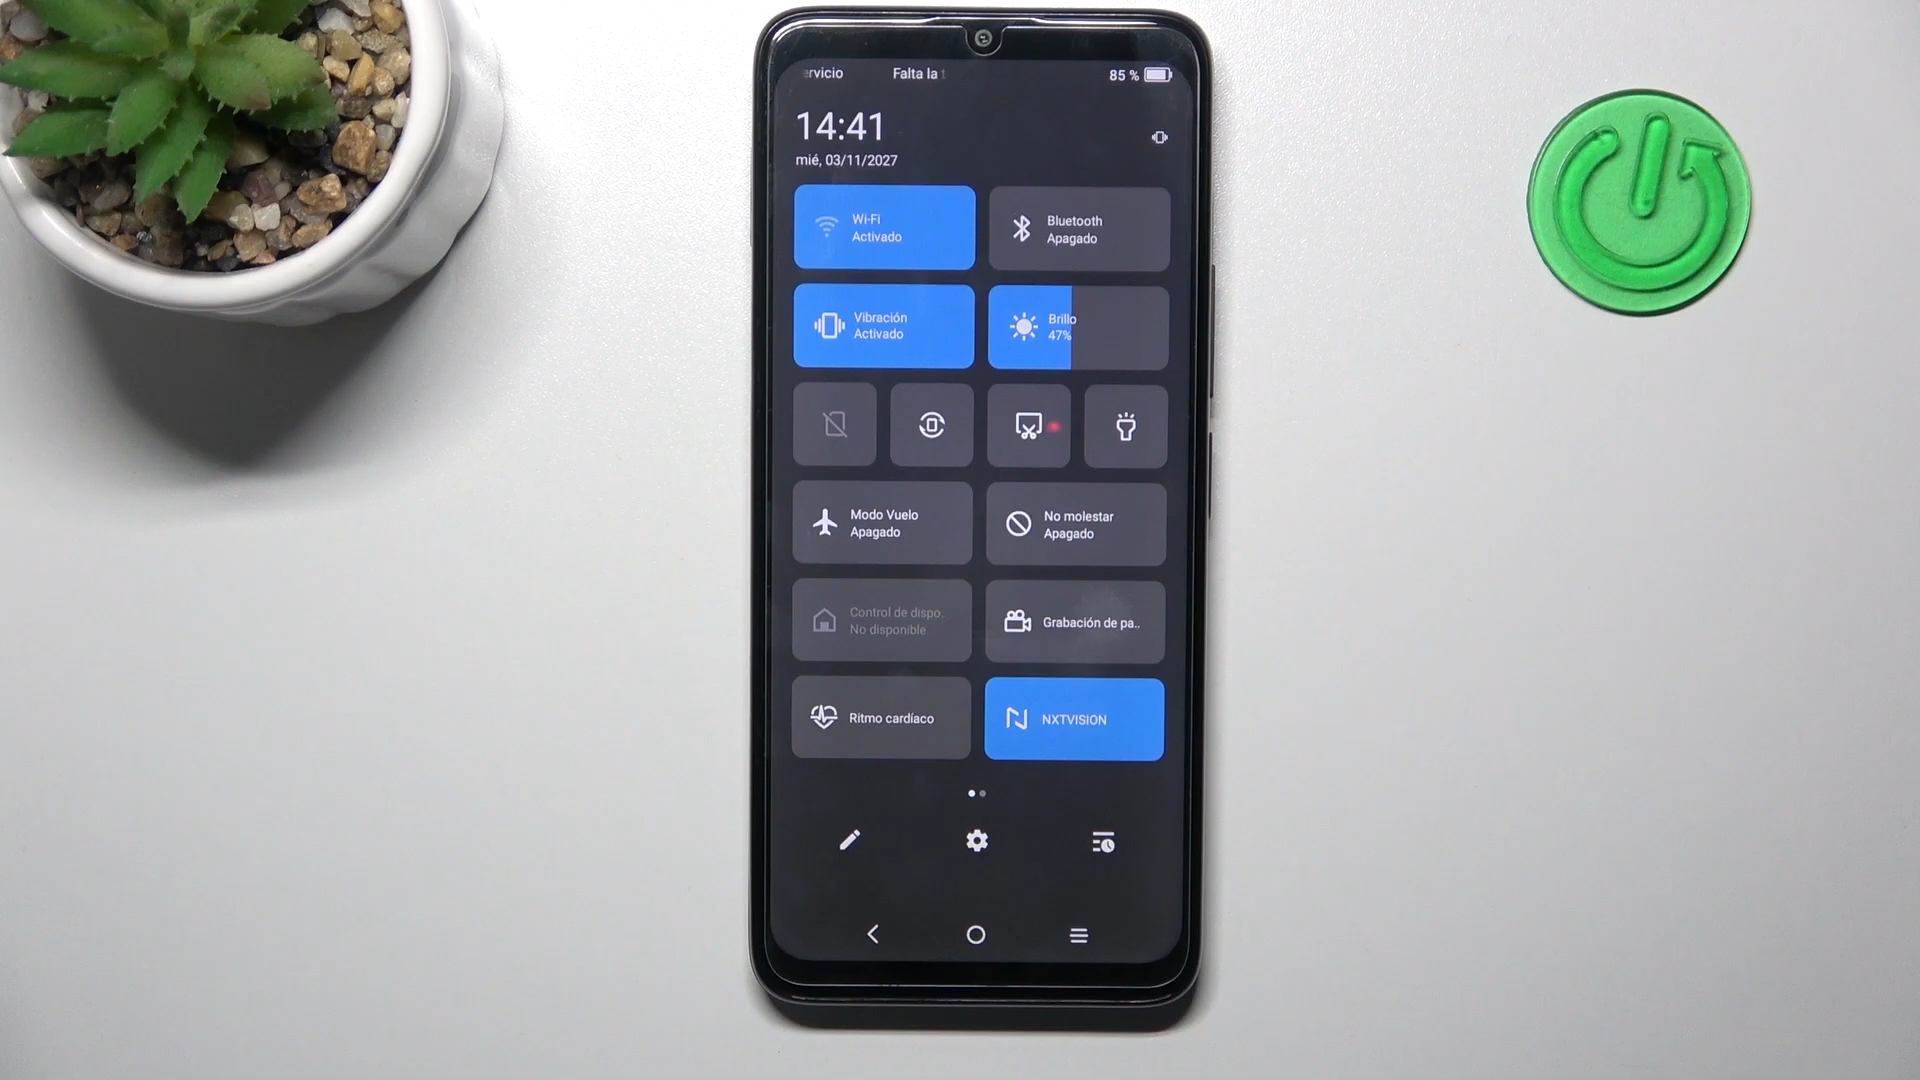 Falta la
85 %
14:41
mié, 03/11/2027
Wi-Fi
Activado
Bluetooth
Apagado
Vibración
Activado
Brillo
47%
Modo Vuelo
Apagado
No molestar
Apagado
Control de dispo.
No disponible
Grabación de pa..
Ritmo cardíaco
NXTVISION